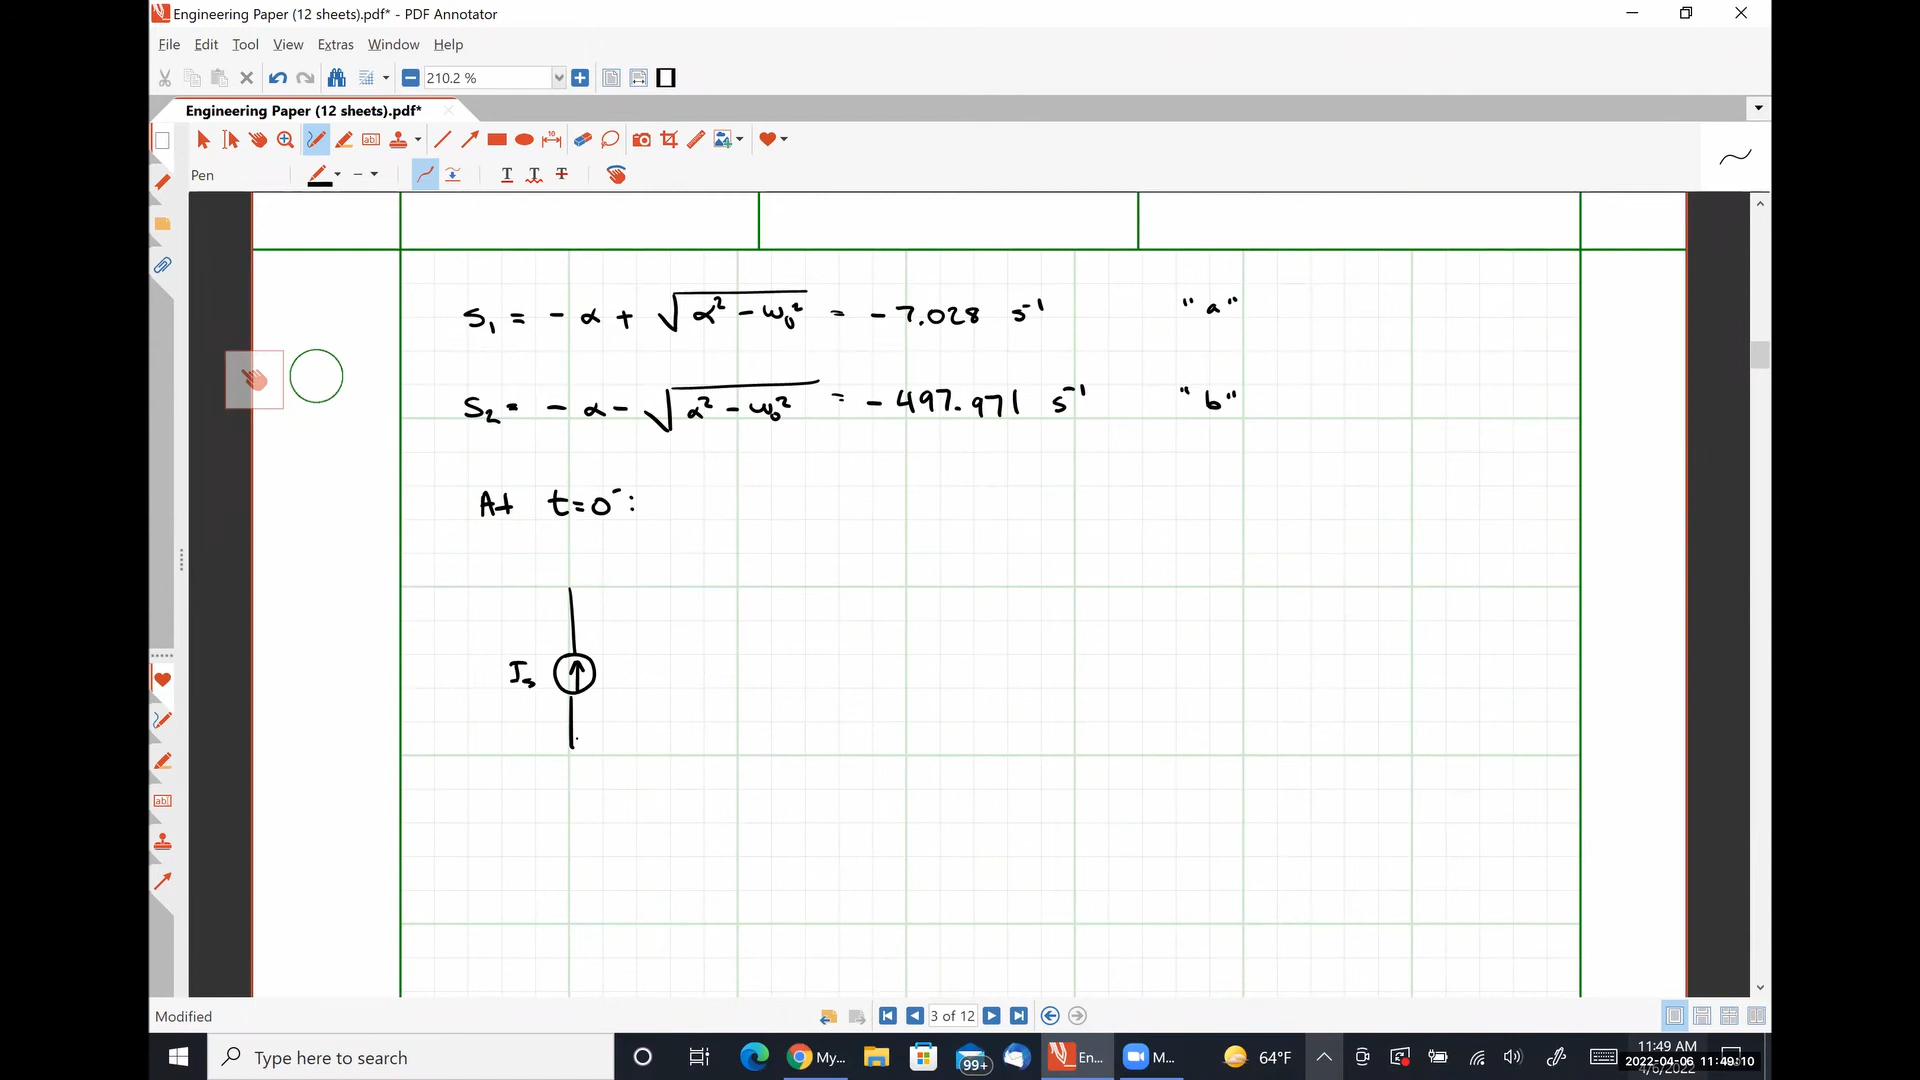 Engineering Paper (12 sheets).pdf* - PDF Annotator
File Edit Tool View Extras Window Help
210.2 %
Engineering Paper (12 sheets).pdf*
Pen
S₁ = - α + √(α² - ω₀²) = - 7.028 s⁻¹ "a"
S₂ = - α - √(α² - ω₀²) = - 497.971 s⁻¹ "b"
At t=0⁻:
Is
Modified
3 of 12
Type here to search
My...
99+
En...
M...
64°F
11:49 AM
2022-04-06 11:49:10
4/6/2022